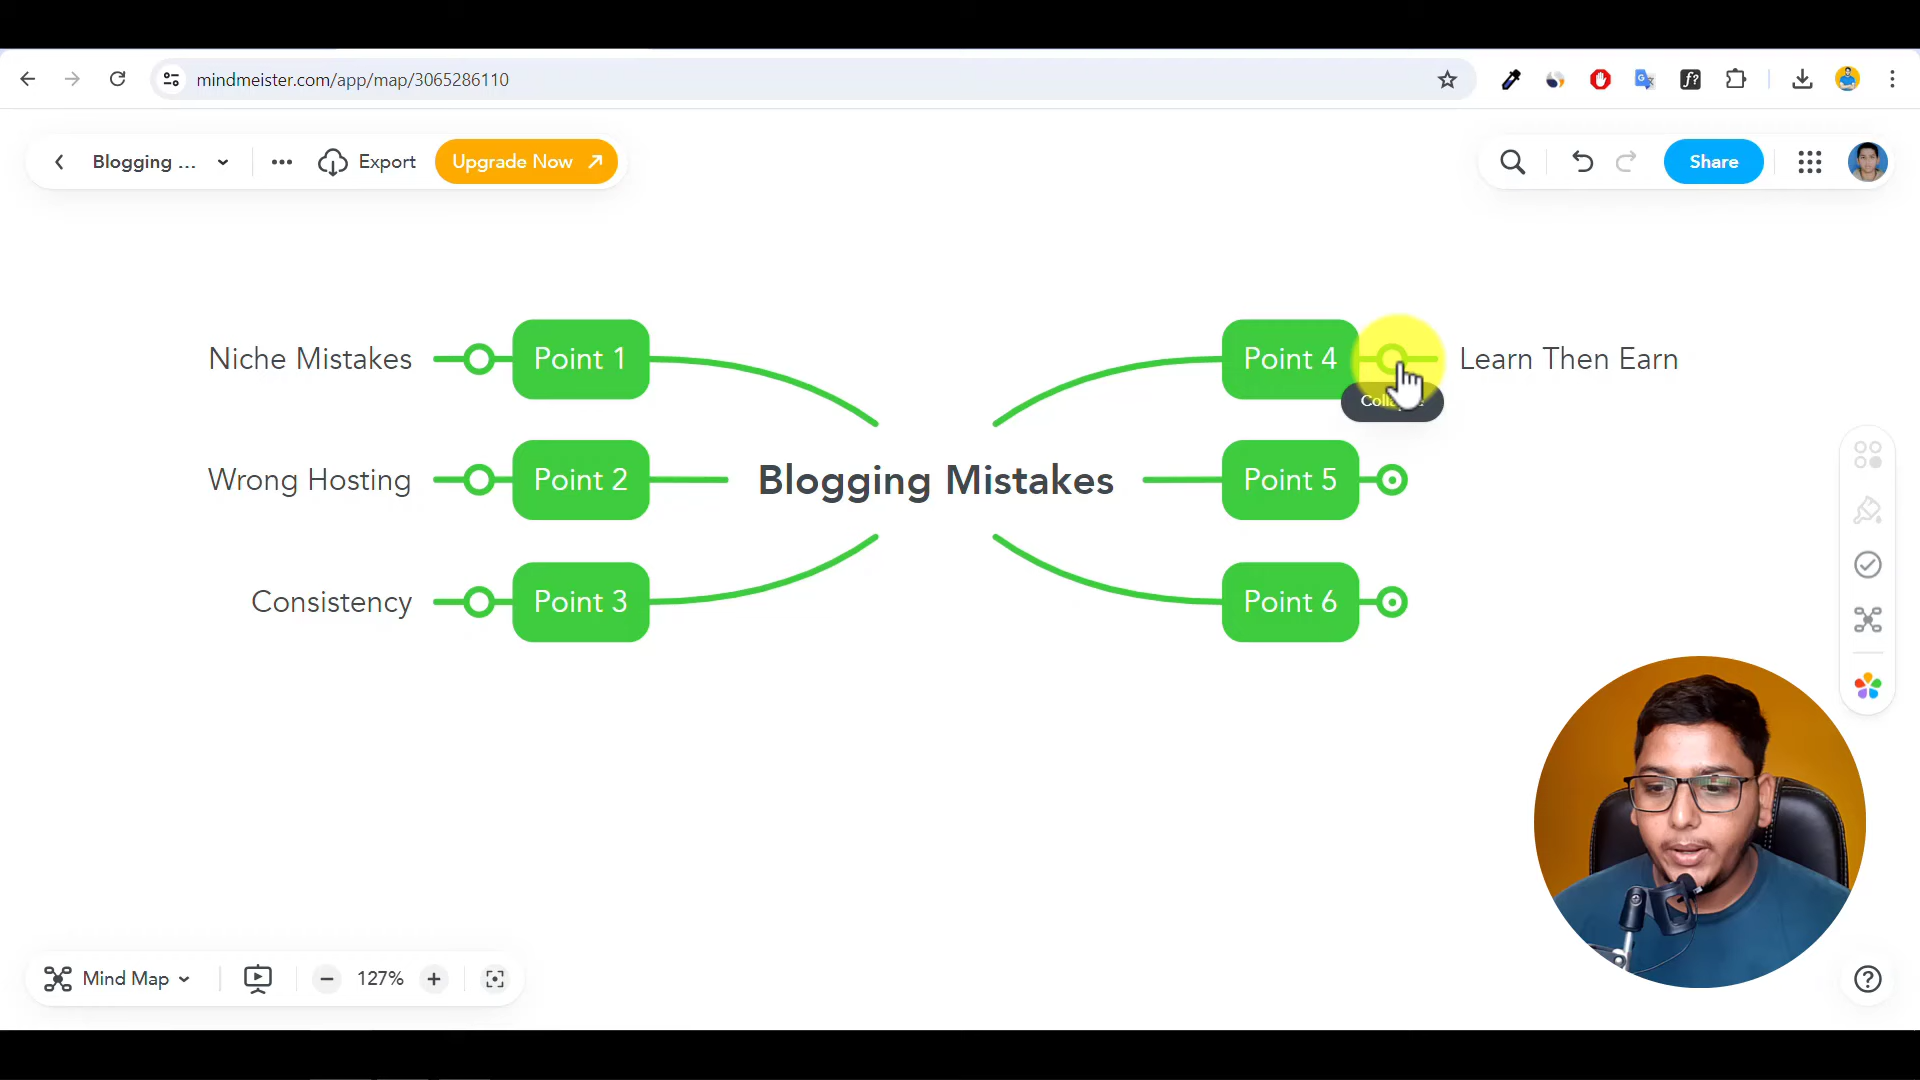 mindmeister.com/app/map/3065286110
Blogging ...
Export
Upgrade Now
Share
Niche Mistakes
Point 1
Point 4
Learn Then Earn
Wrong Hosting
Point 2
Blogging Mistakes
Point 5
Consistency
Point 3
Point 6
Mind Map
127%